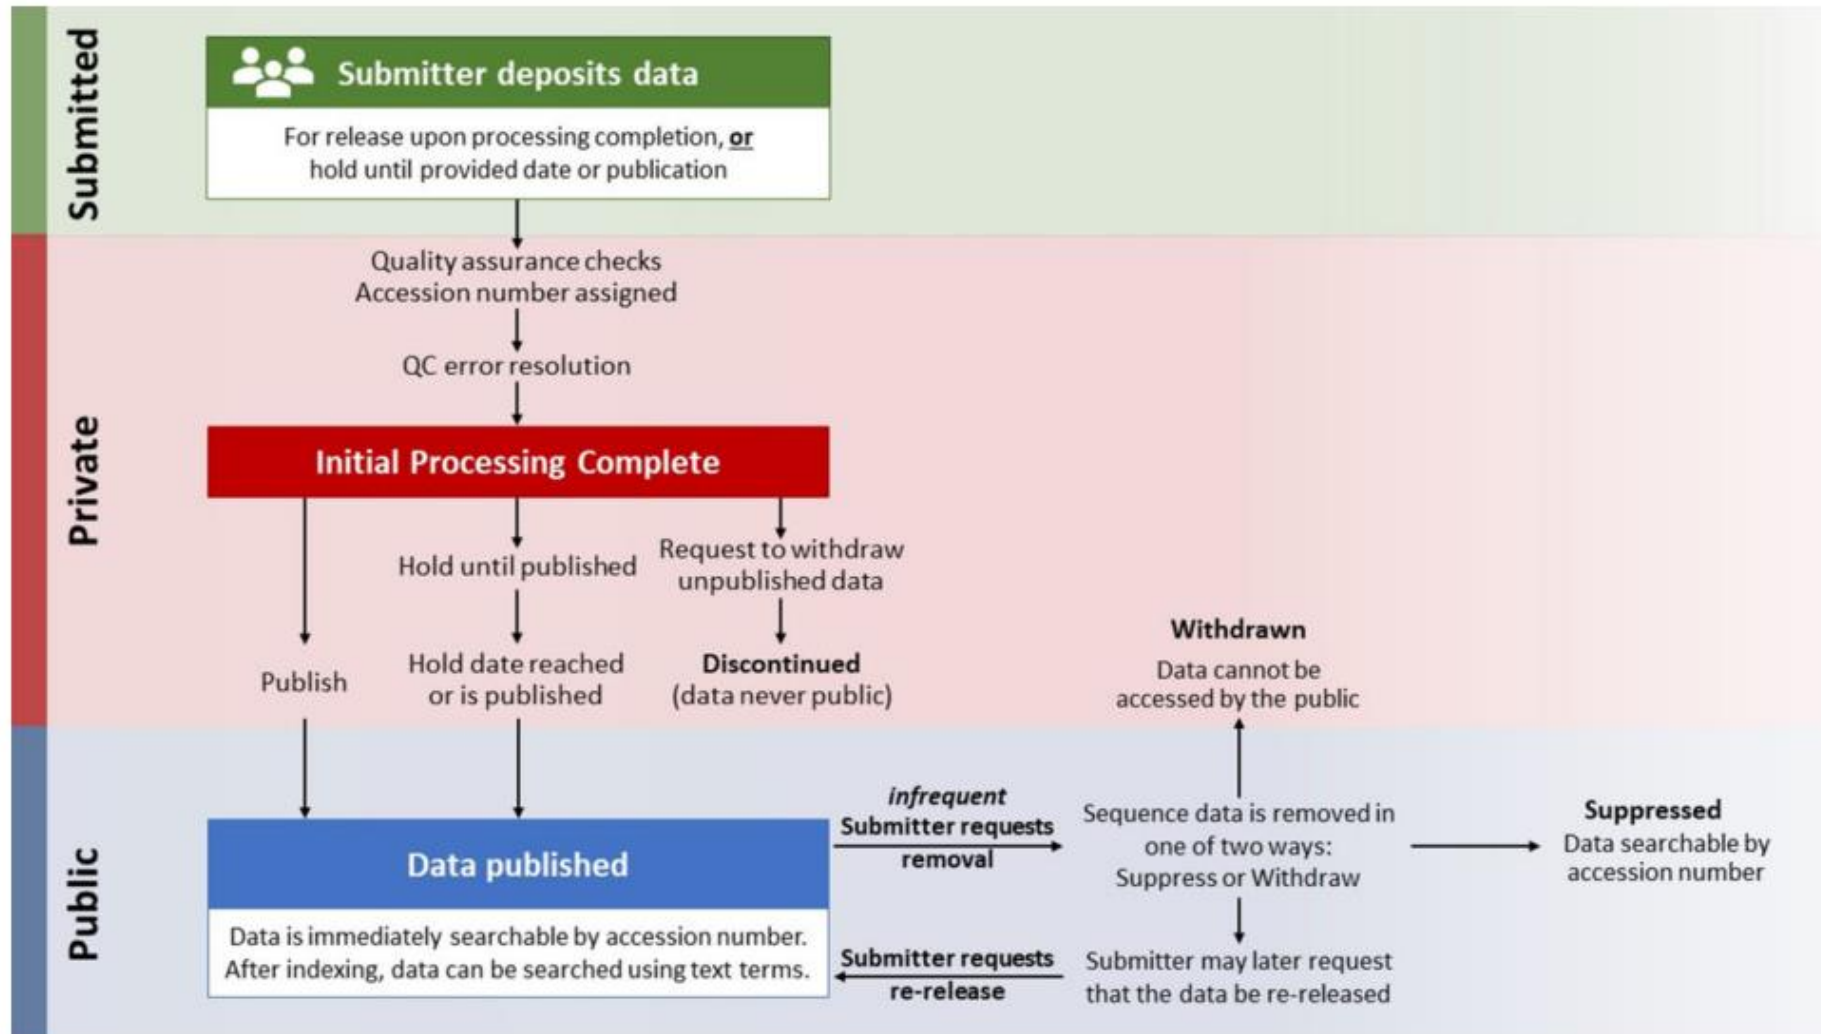 Submitted
Submitter deposits data
For release upon processing completion, or
hold until provided date or publication
Private
Quality assurance checks
Accession number assigned
QC error resolution
Initial Processing Complete
Publish
Hold until published
Hold date reached
or is published
Request to withdraw
unpublished data
Discontinued
(data never public)
Withdrawn
Data cannot be
accessed by the public
Public
Data published
Data is immediately searchable by accession number.
After indexing, data can be searched using text terms.
infrequent
Submitter requests
removal
Sequence data is removed in
one of two ways:
Suppress or Withdraw
Suppressed
Data searchable by
accession number
Submitter may later request
that the data be re-released
Submitter requests
re-release